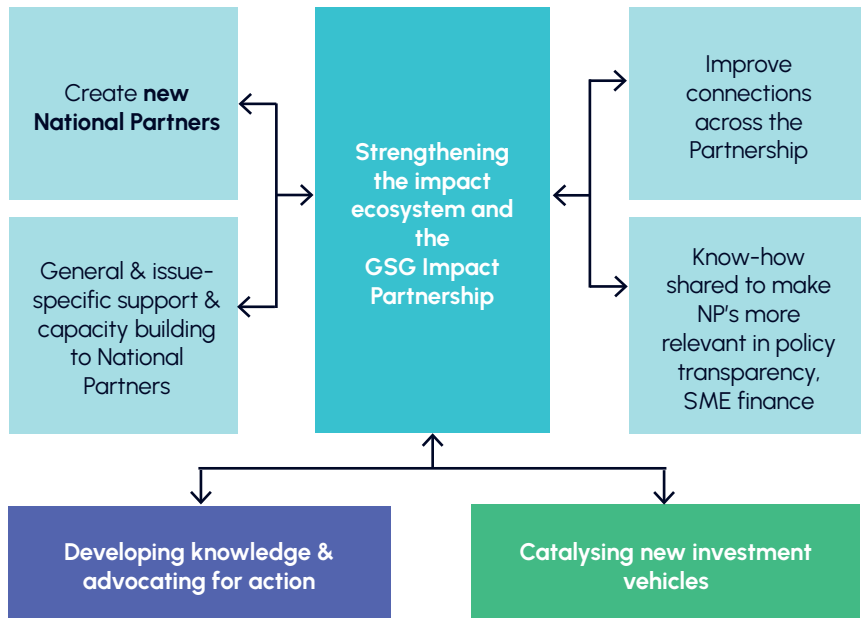 Create new
National Partners
General & issue-
specific support &
capacity building
to National
Partners
Strengthening
the impact
ecosystem and
the
GSG Impact
Partnership
Improve
connections
across the
Partnership
Know-how
shared to make
NP's more
relevant in policy
transparency,
SME finance
Developing knowledge &
advocating for action
Catalysing new investment
vehicles